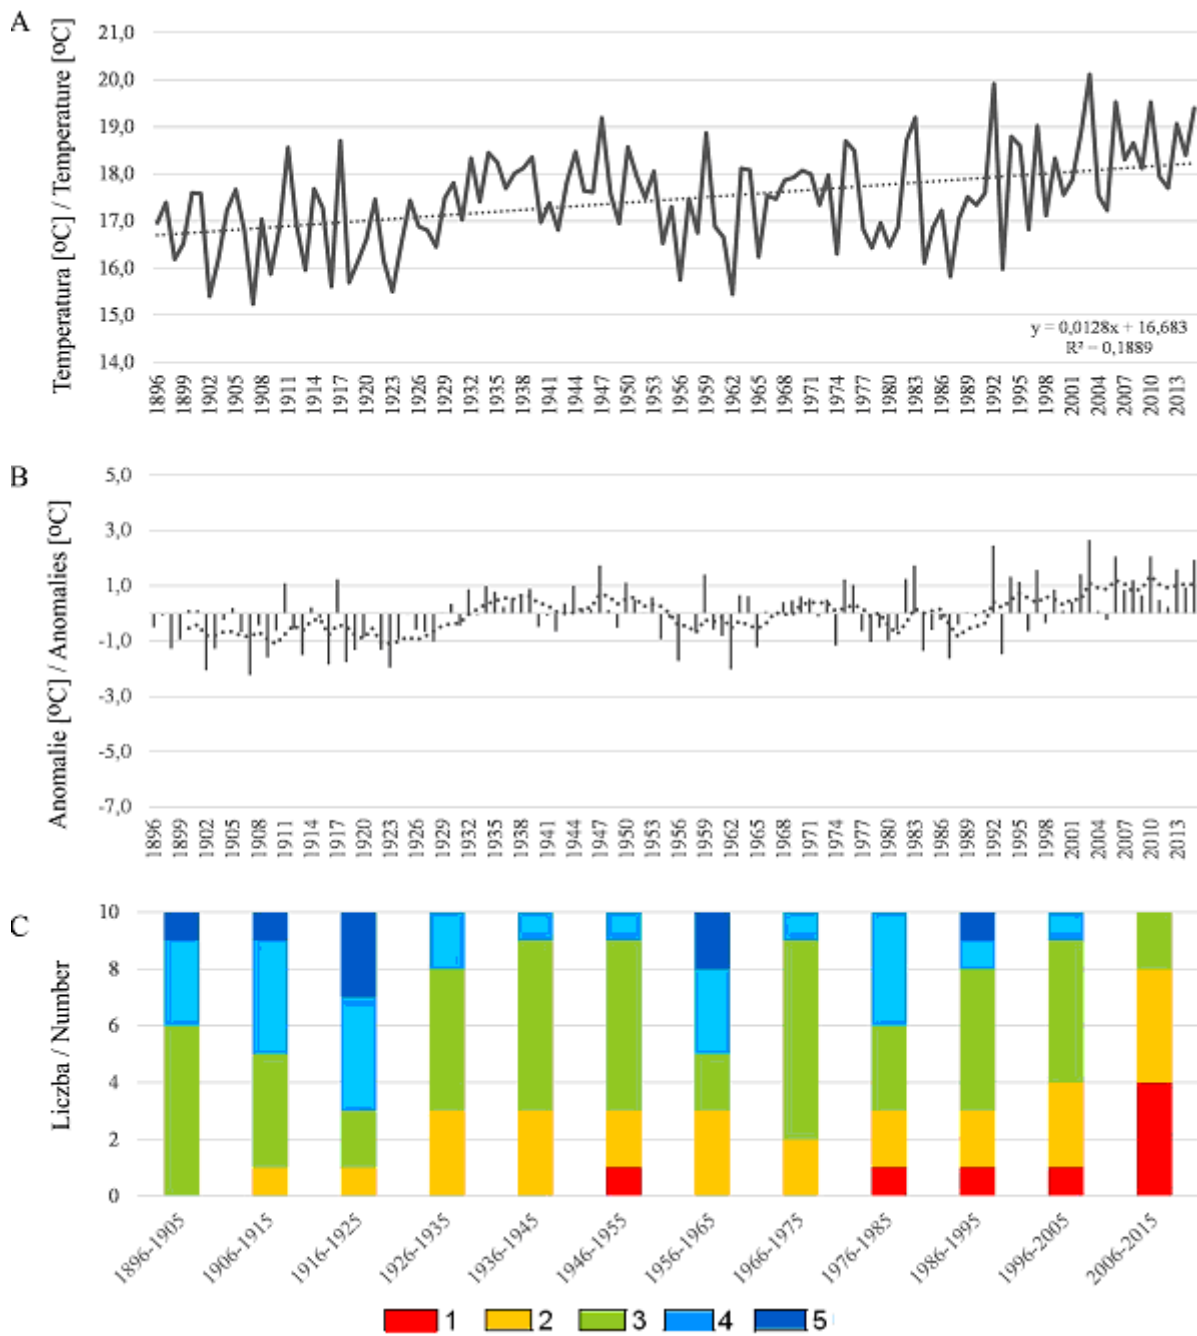 A
Temperatura [ºC] / Temperature [ºC]
21,0
20,0
19,0
18,0
17,0
16,0
15,0
14,0
y = 0,0128x + 16,683
R² = 0,1889
1896 1899 1902 1905 1908 1911 1914 1917 1920 1923 1926 1929 1932 1935 1938 1941 1944 1947 1950 1953 1956 1959 1962 1965 1968 1971 1974 1977 1980 1983 1986 1989 1992 1995 1998 2001 2004 2007 2010 2013
B
Anomalie [ºC] / Anomalies [ºC]
5,0
3,0
1,0
-1,0
-3,0
-5,0
-7,0
1896 1899 1902 1905 1908 1911 1914 1917 1920 1923 1926 1929 1932 1935 1938 1941 1944 1947 1950 1953 1956 1959 1962 1965 1968 1971 1974 1977 1980 1983 1986 1989 1992 1995 1998 2001 2004 2007 2010 2013
C
Liczba / Number
10
8
6
4
2
0
1896-1905 1906-1915 1916-1925 1926-1935 1936-1945 1946-1955 1956-1965 1966-1975 1976-1985 1986-1995 1996-2005 2006-2015
1 2 3 4 5